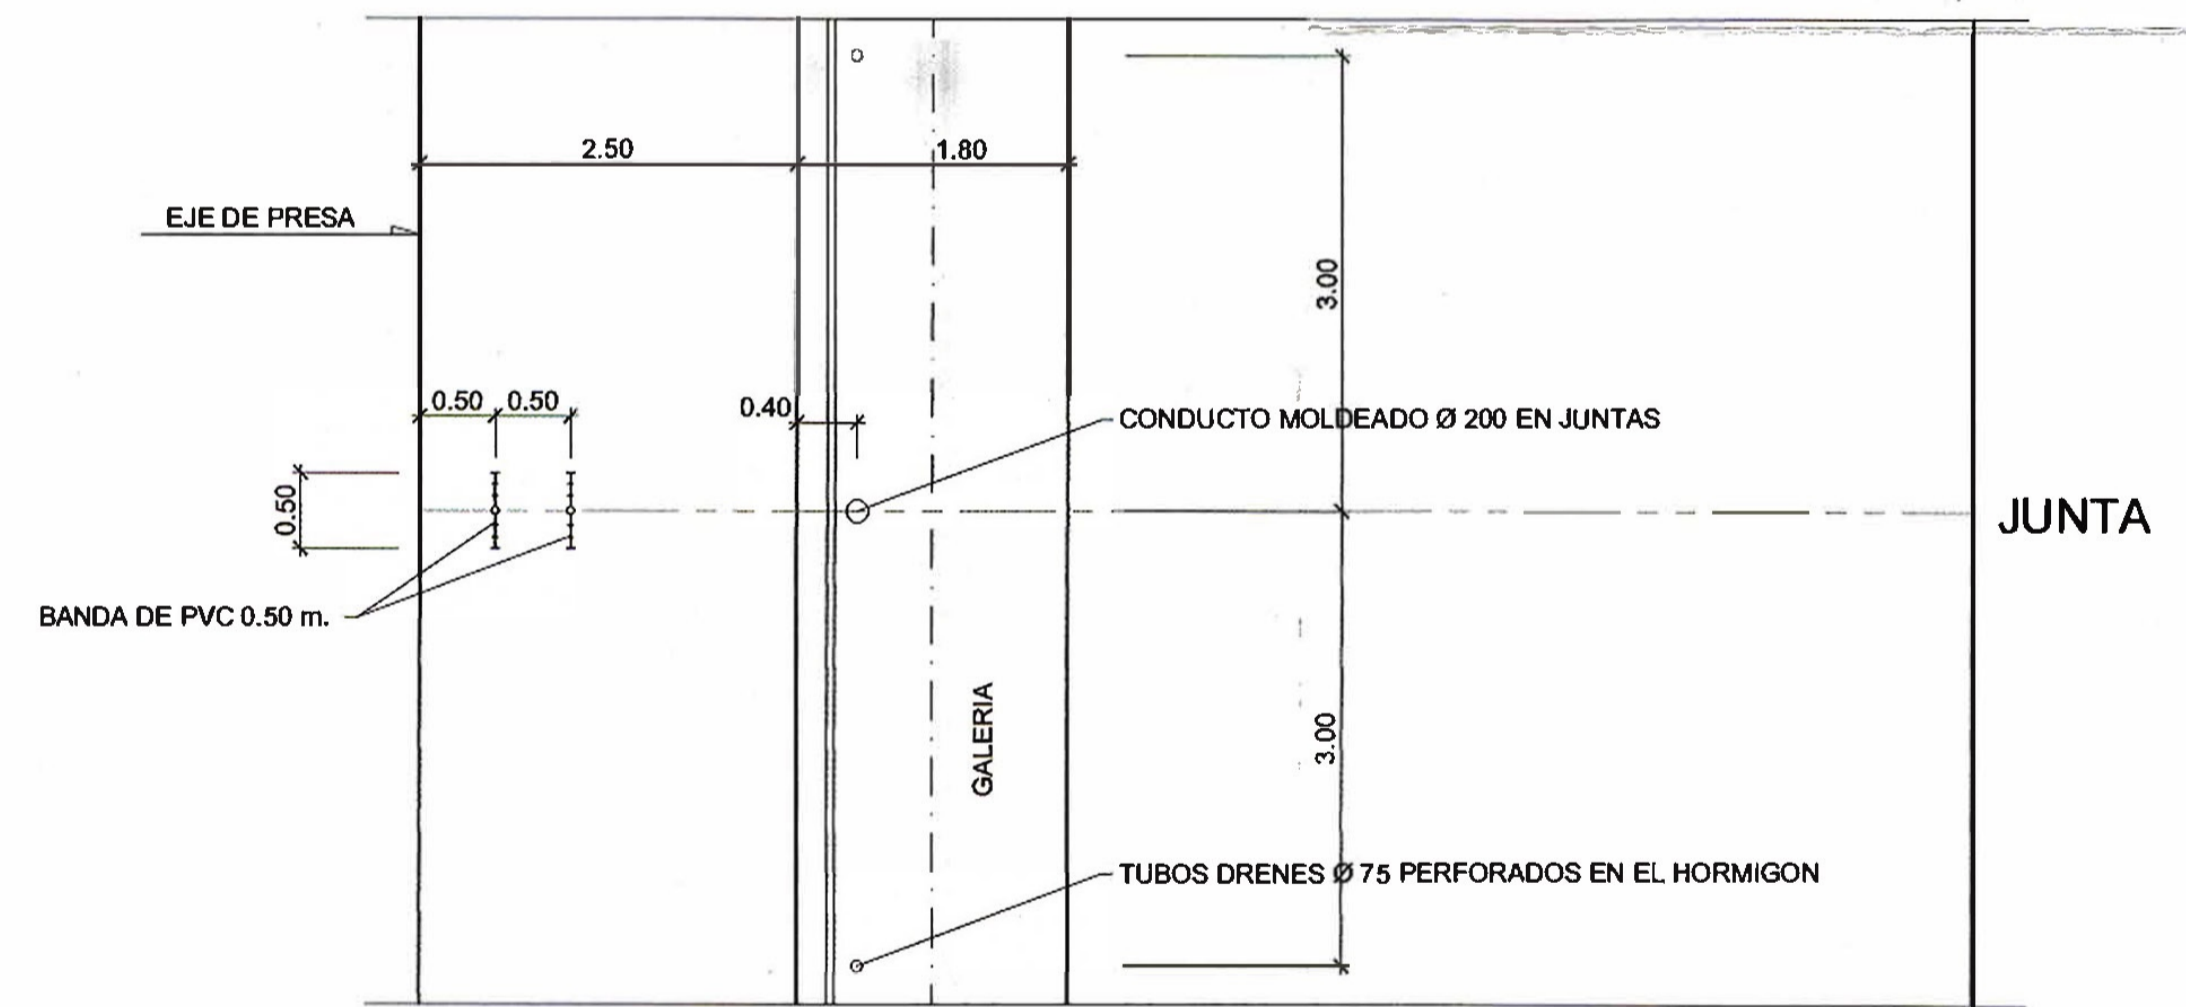 2.50
1.80
EJE DE PRESA
3.00
0.50
0.50
0.40
CONDUCTO MOLDEADO Ø 200 EN JUNTAS
0.50
JUNTA
BANDA DE PVC 0.50 m.
GALERIA
3.00
TUBOS DRENES Ø 75 PERFORADOS EN EL HORMIGON